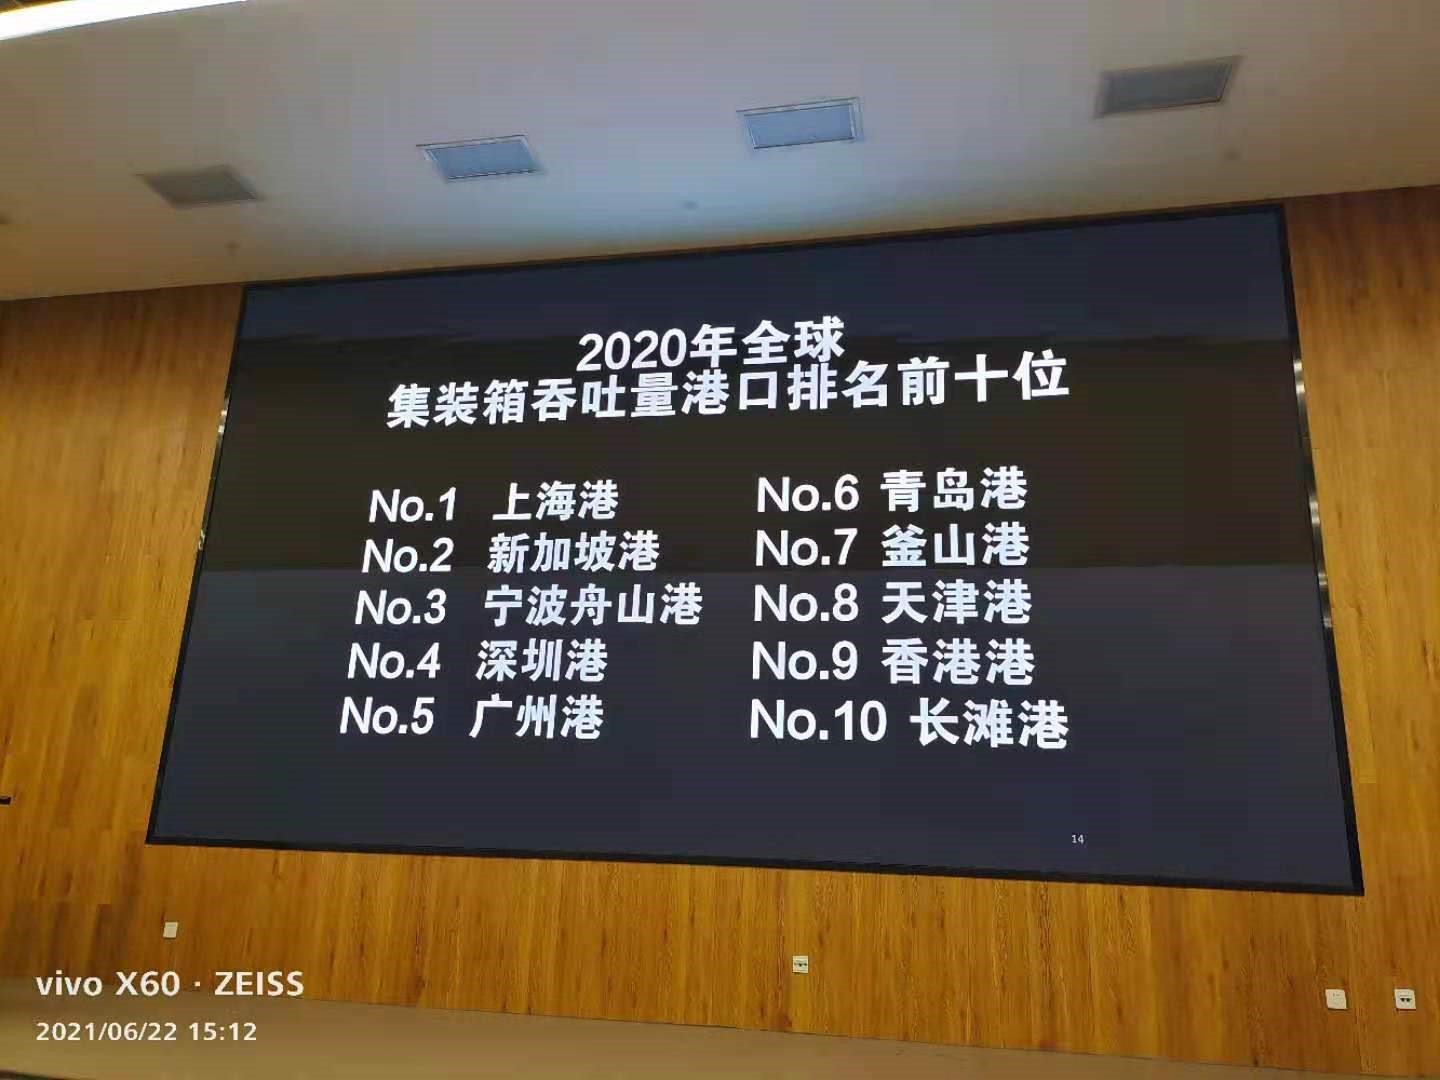 2020年全球
集装箱吞吐量港口排名前十位
No.1 上海港
No.2 新加坡港
No.3 宁波舟山港
No.4 深圳港
No.5 广州港
No.6 青岛港
No.7 釜山港
No.8 天津港
No.9 香港港
No.10 长滩港
14
vivo X60 · ZEISS
2021/06/22 15:12